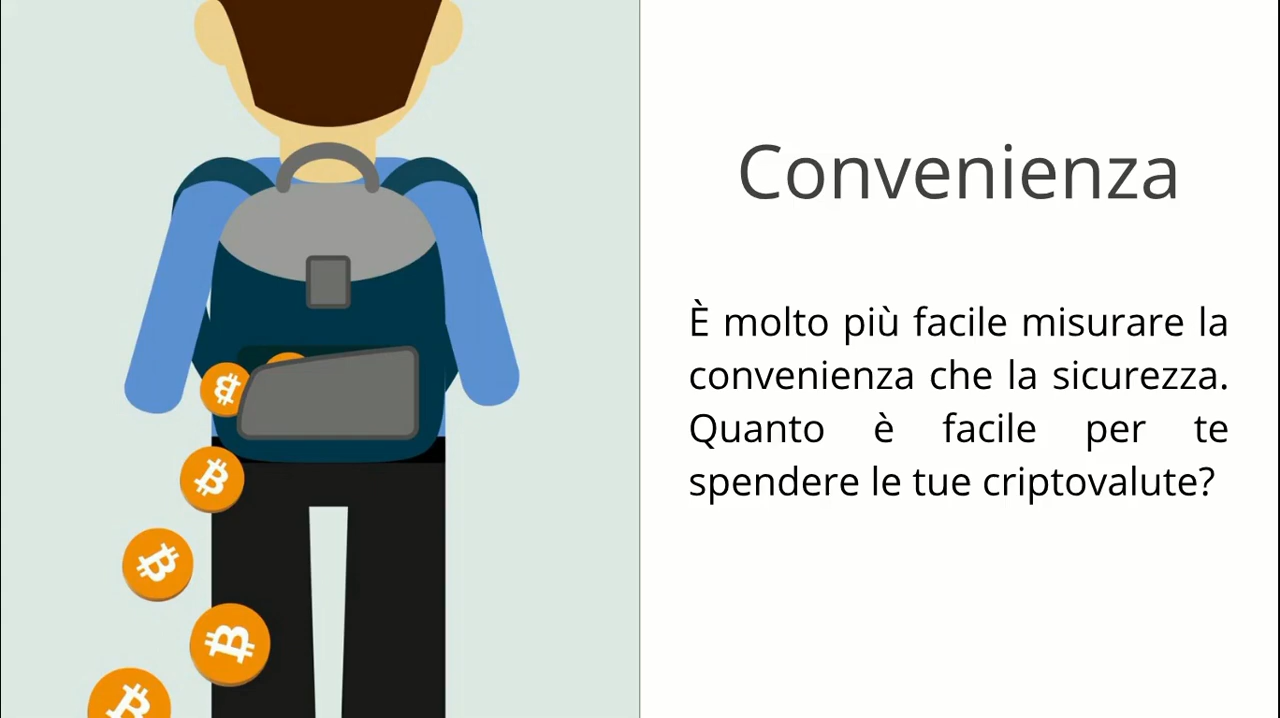 Convenienza
È molto più facile misurare la
convenienza che la sicurezza.
Quanto è facile per te
spendere le tue criptovalute?